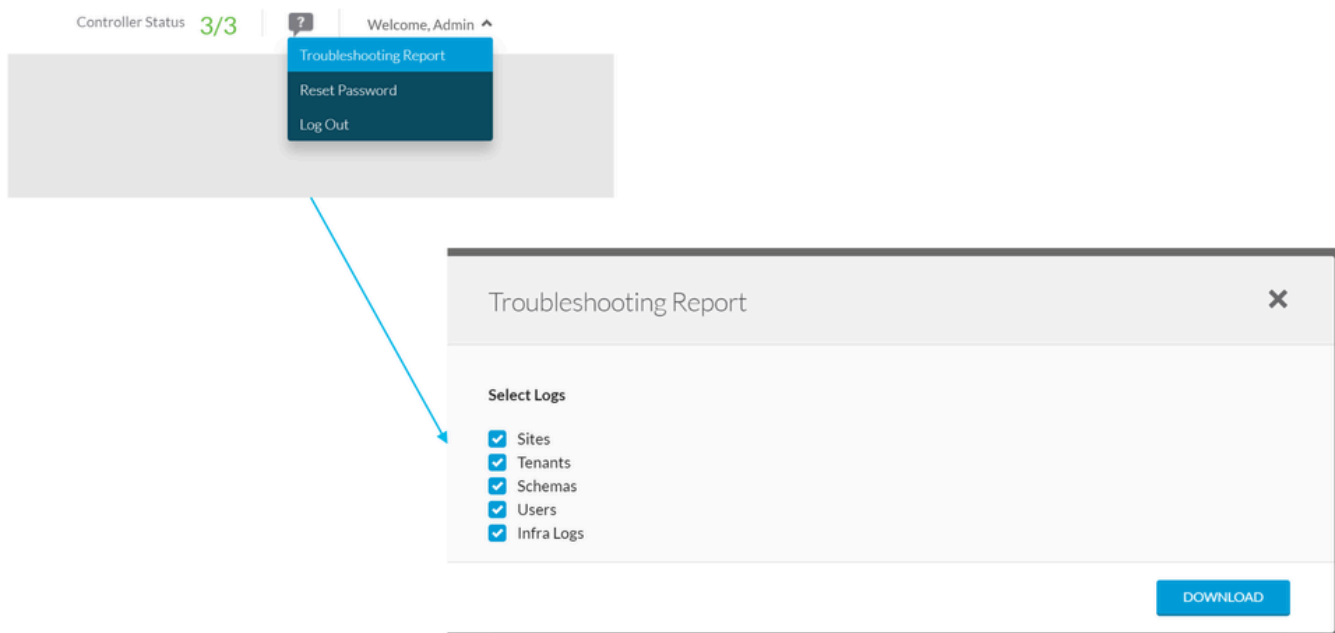 Controller Status 3/3 ? Welcome, Admin
Troubleshooting Report
Reset Password
Log Out
Troubleshooting Report
Select Logs
Sites
Tenants
Schemas
Users
Infra Logs
DOWNLOAD